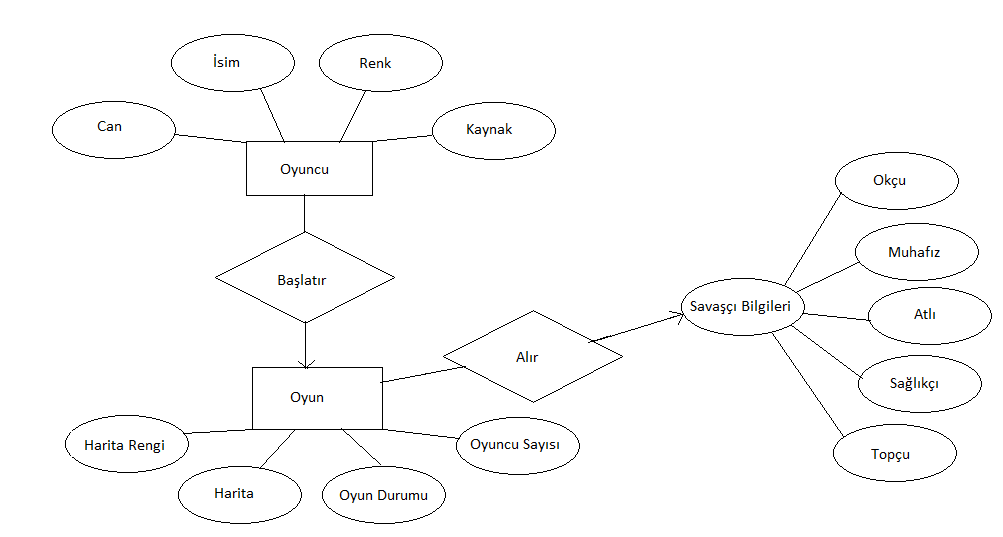 İsim
Renk
Can
Kaynak
Oyuncu
Okçu
Muhafız
Başlatır
Savaşçı Bilgileri
Atlı
Alır
Sağlıkçı
Oyun
Harita Rengi
Oyuncu Sayısı
Topçu
Harita
Oyun Durumu